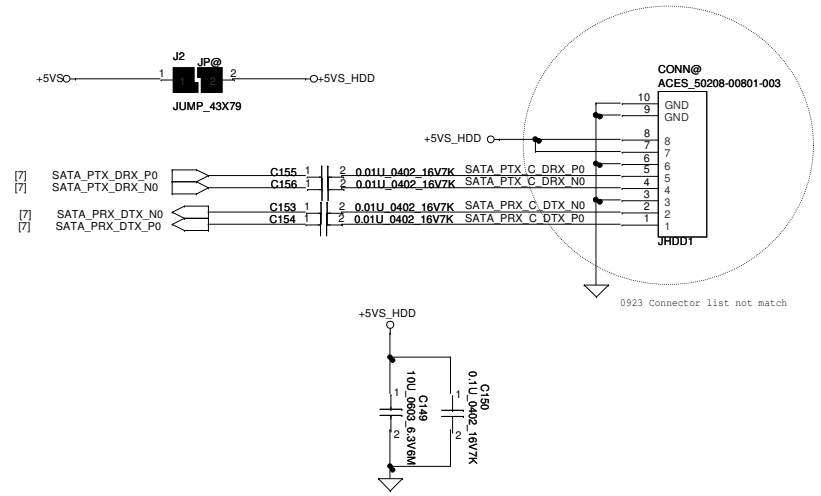 J2 JP@
+5VS 1 1 2 2 +5VS_HDD
JUMP_43X79
CONN@
ACES_50208-00801-003
10 GND
9 GND
+5VS_HDD 8 8
7 7
6 6
[7] SATA_PTX_DRX_P0 C155 1 2 0.01U_0402_16V7K SATA_PTX_C_DRX_P0 5 5
[7] SATA_PTX_DRX_N0 C156 1 2 0.01U_0402_16V7K SATA_PTX_C_DRX_N0 4 4
3 3
[7] SATA_PRX_DTX_N0 C153 1 2 0.01U_0402_16V7K SATA_PRX_C_DTX_N0 2 2
[7] SATA_PRX_DTX_P0 C154 1 2 0.01U_0402_16V7K SATA_PRX_C_DTX_P0 1 1
JHDD1
0923 Connector list not match
+5VS_HDD
1 2
C149
10U_0603_6.3V6M
1 2
C150
0.1U_0402_16V7K